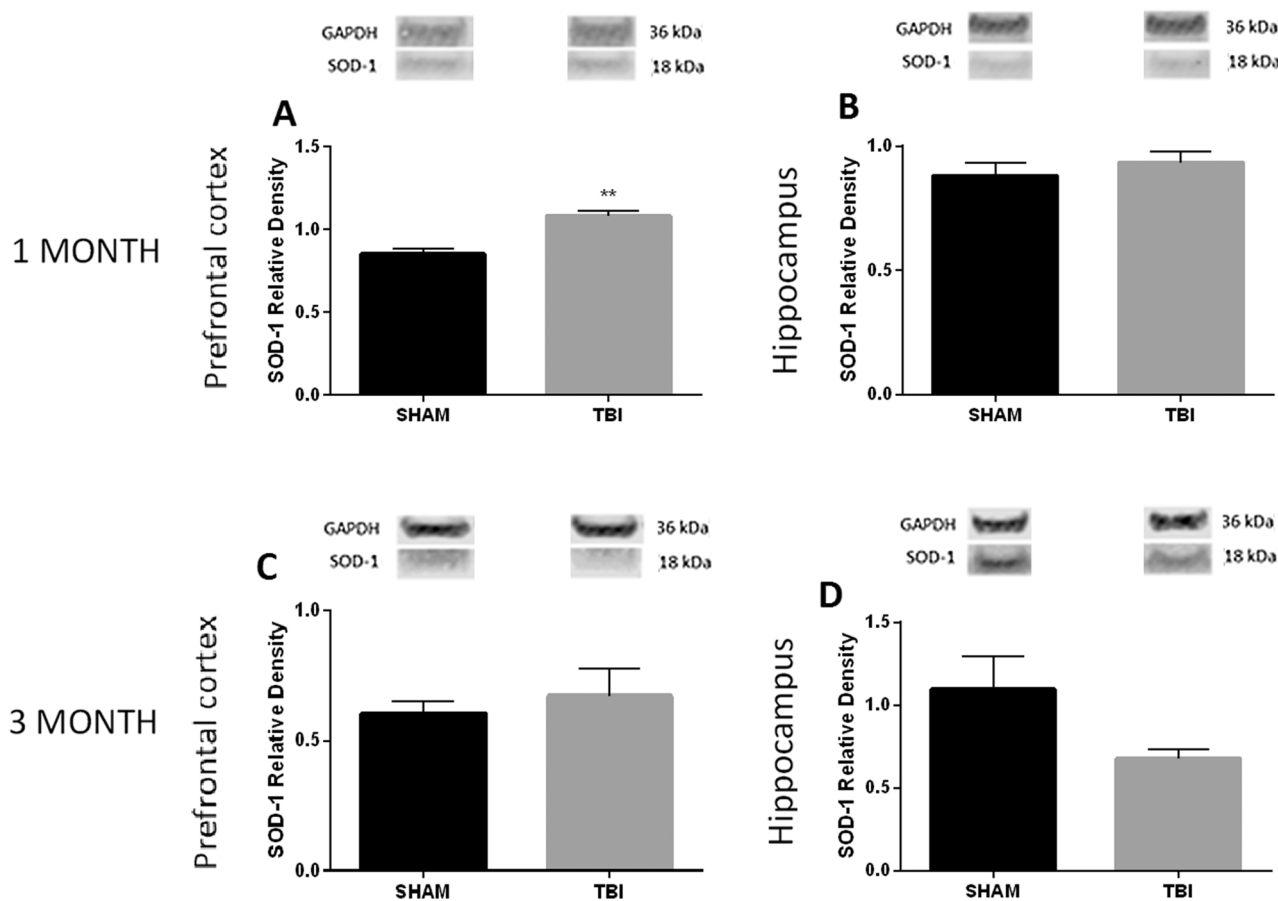 GAPDH 36 kDa
SOD-1 18 kDa
GAPDH 36 kDa
SOD-1 18 kDa
A
B
1 MONTH
Prefrontal cortex
SOD-1 Relative Density
1.5
1.0
0.5
0.0
**
SHAM TBI
Hippocampus
SOD-1 Relative Density
1.0
0.5
0.0
SHAM TBI
GAPDH 36 kDa
SOD-1 18 kDa
GAPDH 36 kDa
SOD-1 18 kDa
C
D
3 MONTH
Prefrontal cortex
SOD-1 Relative Density
1.0
0.5
0.0
SHAM TBI
Hippocampus
SOD-1 Relative Density
1.5
1.0
0.5
0.0
SHAM TBI